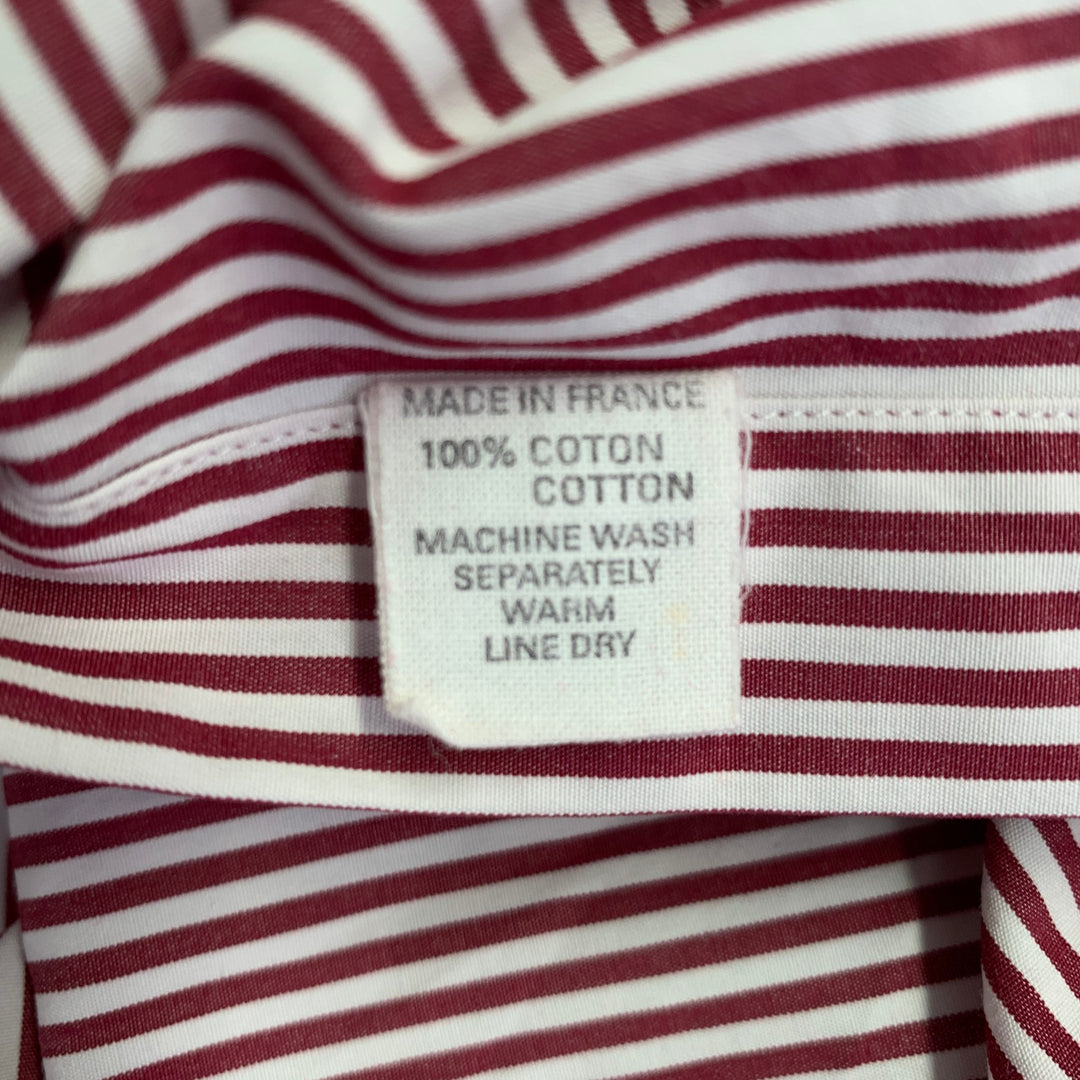 MADE IN FRANCE
100% COTON
COTTON
MACHINE WASH
SEPARATELY
WARM
LINE DRY